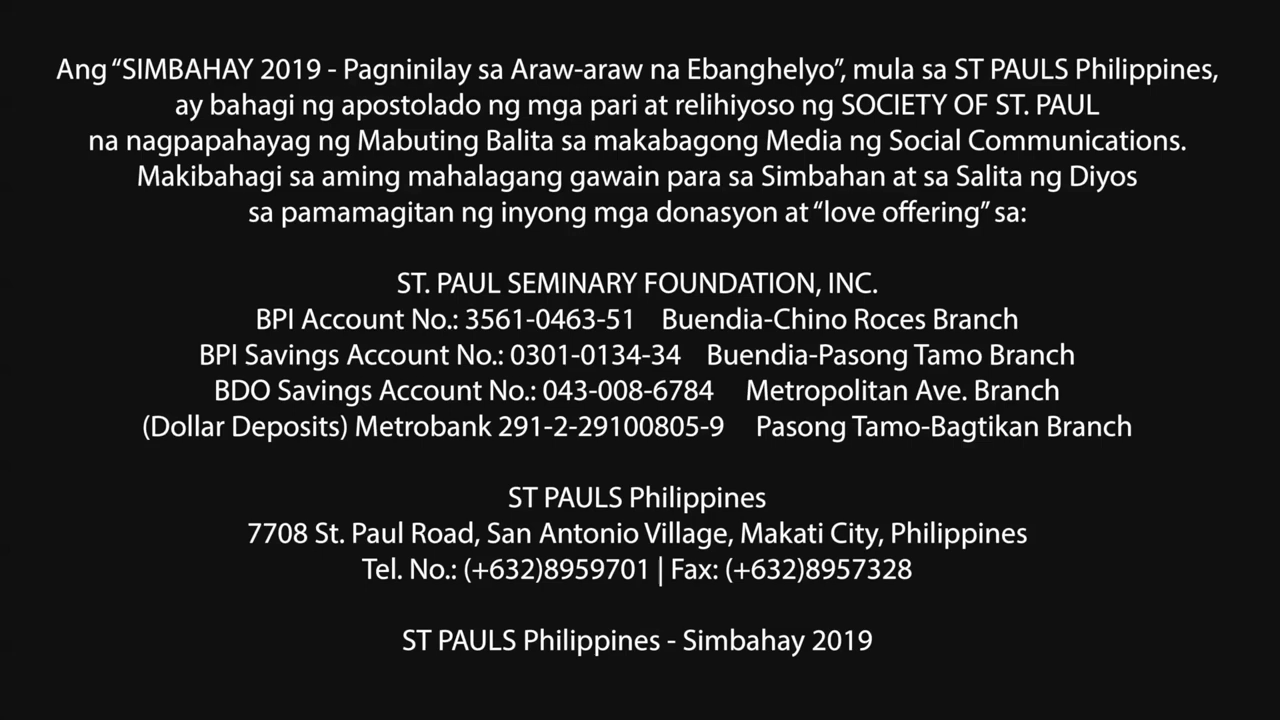 Ang “SIMBAHAY 2019 - Pagninilay sa Araw-araw na Ebanghelyo”, mula sa ST PAULS Philippines,
ay bahagi ng apostolado ng mga pari at relihiyoso ng SOCIETY OF ST. PAUL
na nagpapahayag ng Mabuting Balita sa makabagong Media ng Social Communications.
Makibahagi sa aming mahalagang gawain para sa Simbahan at sa Salita ng Diyos
sa pamamagitan ng inyong mga donasyon at “love offering” sa:
ST. PAUL SEMINARY FOUNDATION, INC.
BPI Account No.: 3561-0463-51 Buendia-Chino Roces Branch
BPI Savings Account No.: 0301-0134-34 Buendia-Pasong Tamo Branch
BDO Savings Account No.: 043-008-6784 Metropolitan Ave. Branch
(Dollar Deposits) Metrobank 291-2-29100805-9 Pasong Tamo-Bagtikan Branch
ST PAULS Philippines
7708 St. Paul Road, San Antonio Village, Makati City, Philippines
Tel. No.: (+632)8959701 | Fax: (+632)8957328
ST PAULS Philippines - Simbahay 2019